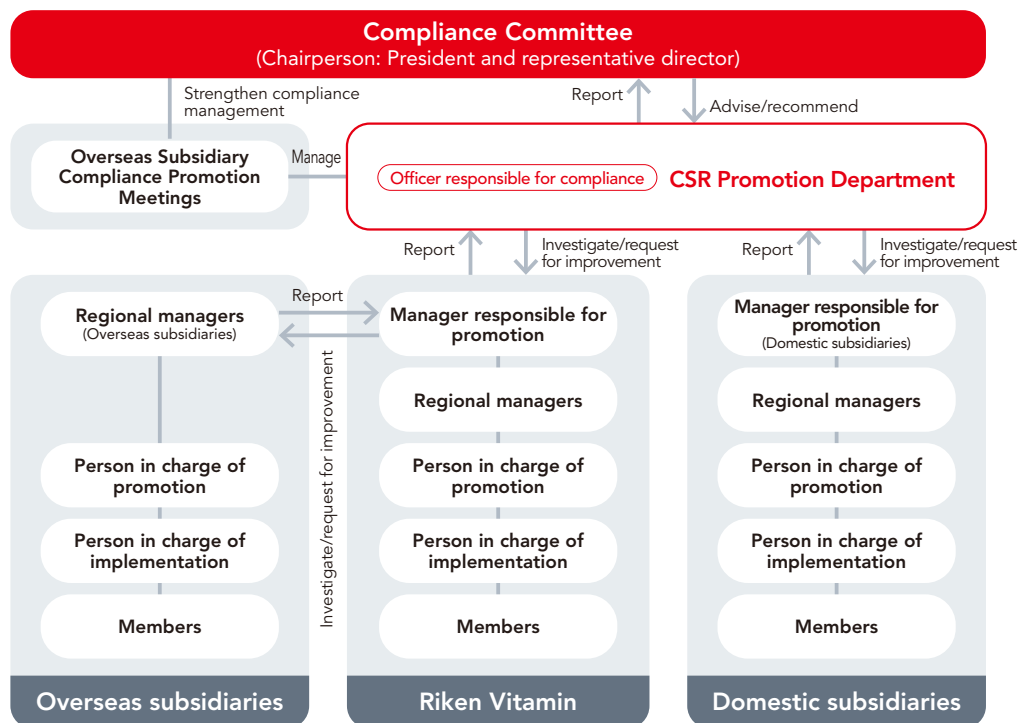 Compliance Committee
(Chairperson: President and representative director)
Strengthen compliance
management
Report
Advise/recommend
Overseas Subsidiary
Compliance Promotion
Meetings
Manage
Officer responsible for compliance
CSR Promotion Department
Report
Investigate/request
for improvement
Report
Investigate/request
for improvement
Regional managers
(Overseas subsidiaries)
Person in charge of
promotion
Person in charge of
implementation
Members
Overseas subsidiaries
Report
Investigate/request for improvement
Manager responsible for
promotion
Regional managers
Person in charge of
promotion
Person in charge of
implementation
Members
Riken Vitamin
Manager responsible for
promotion
(Domestic subsidiaries)
Regional managers
Person in charge of
promotion
Person in charge of
implementation
Members
Domestic subsidiaries